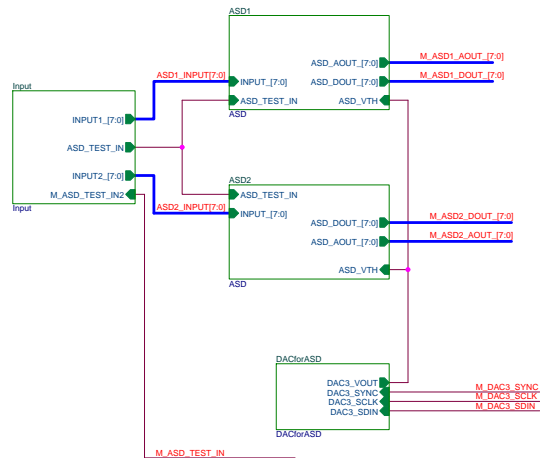 ASD1
ASD_AOUT_[7:0]
M_ASD1_AOUT_[7:0]
ASD1_INPUT[7:0]
INPUT_[7:0]
ASD_DOUT_[7:0]
M_ASD1_DOUT_[7:0]
ASD_TEST_IN
ASD_VTH
ASD
Input
INPUT1_[7:0]
ASD_TEST_IN
INPUT2_[7:0]
M_ASD_TEST_IN2
Input
ASD2
ASD_TEST_IN
ASD2_INPUT[7:0]
INPUT_[7:0]
ASD_DOUT_[7:0]
M_ASD2_DOUT_[7:0]
ASD_AOUT_[7:0]
M_ASD2_AOUT_[7:0]
ASD_VTH
ASD
DACforASD
DAC3_VOUT
DAC3_SYNC
M_DAC3_SYNC
DAC3_SCLK
M_DAC3_SCLK
DAC3_SDIN
M_DAC3_SDIN
DACforASD
M_ASD_TEST_IN